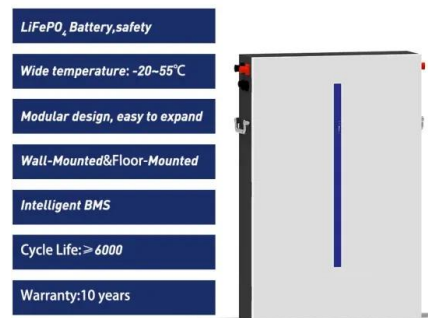 LiFePO₄ Battery,safety
Wide temperature: -20~55℃
Modular design, easy to expand
Wall-Mounted&Floor-Mounted
Intelligent BMS
Cycle Life:≥6000
Warranty:10 years